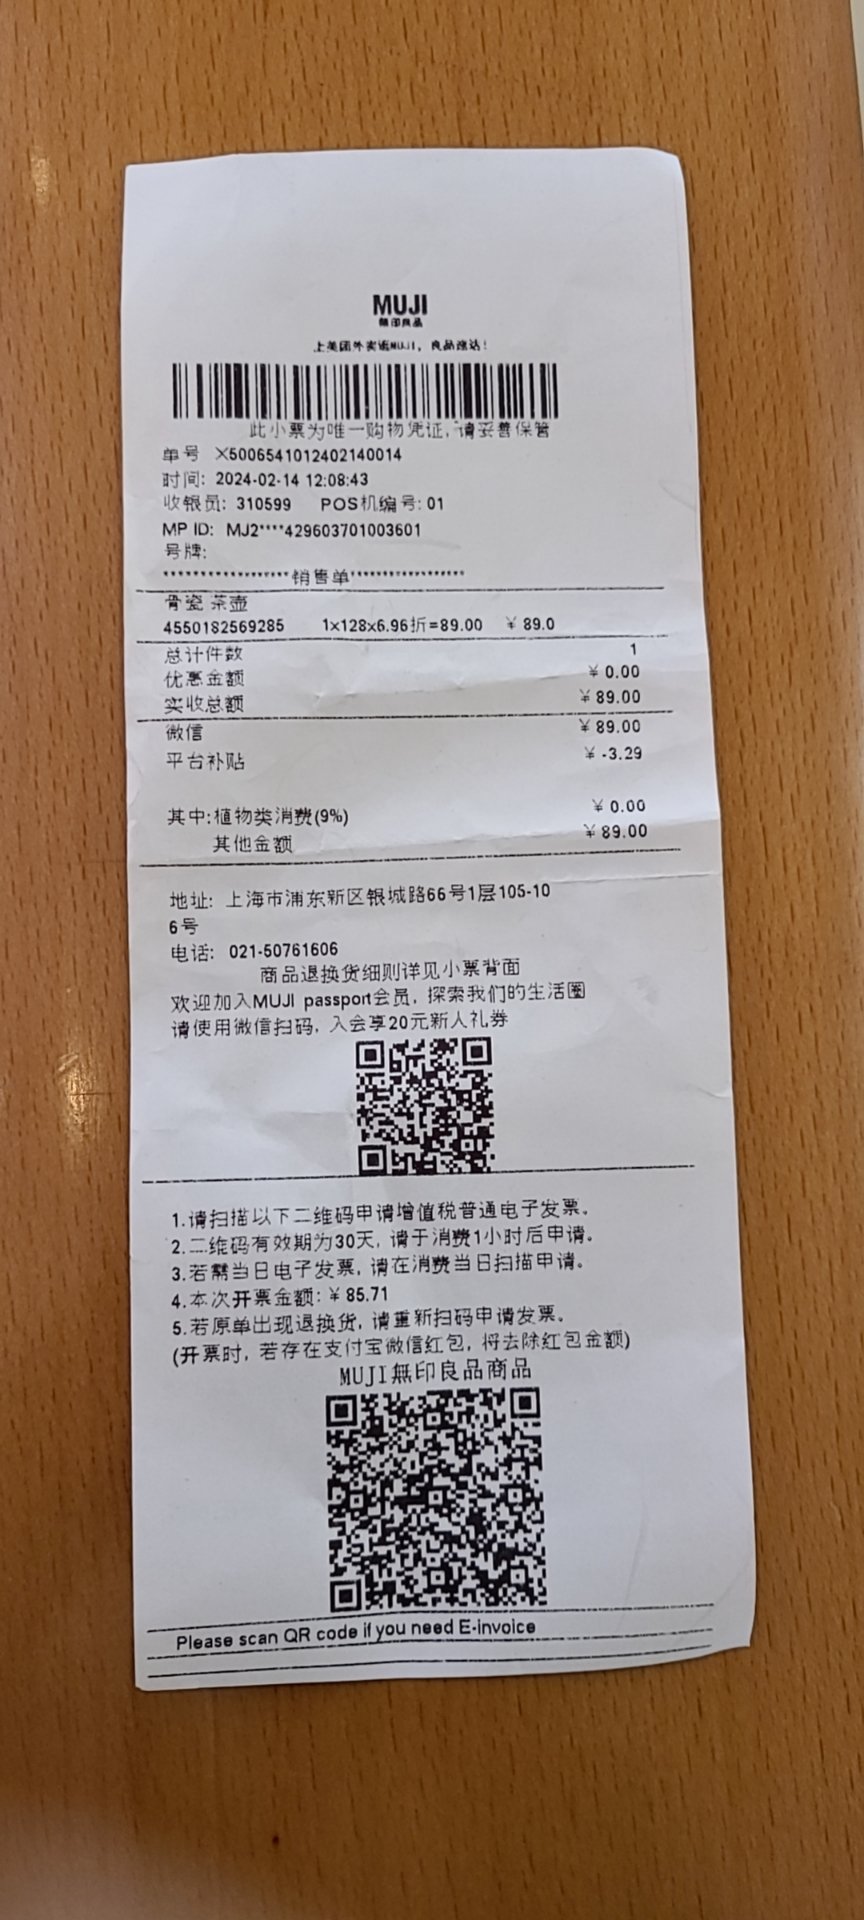 MUJI
無印良品
上美团外卖逛MUJI，良品速达！
此小票为唯一购物凭证，请妥善保管
单号 X5006541012402140014
时间: 2024-02-14 12:08:43
收银员: 310599 POS机编号: 01
MP ID: MJ2****429603701003601
号牌:
******************销售单******************
骨瓷 茶壶
4550182569285 1x128x6.96折=89.00 ¥ 89.0
总计件数 1
优惠金额 ¥ 0.00
实收总额 ¥ 89.00
微信 ¥ 89.00
平台补贴 ¥ -3.29
其中:植物类消费(9%) ¥ 0.00
其他金额 ¥ 89.00
地址: 上海市浦东新区银城路66号1层105-10
6号
电话: 021-50761606
商品退换货细则详见小票背面
欢迎加入MUJI passport会员, 探索我们的生活圈
请使用微信扫码, 入会享20元新人礼券
1.请扫描以下二维码申请增值税普通电子发票。
2.二维码有效期为30天, 请于消费1小时后申请。
3.若需当日电子发票, 请在消费当日扫描申请。
4.本次开票金额: ¥ 85.71
5.若原单出现退换货, 请重新扫码申请发票。
(开票时, 若存在支付宝微信红包, 将去除红包金额)
MUJI無印良品商品
Please scan QR code if you need E-invoice